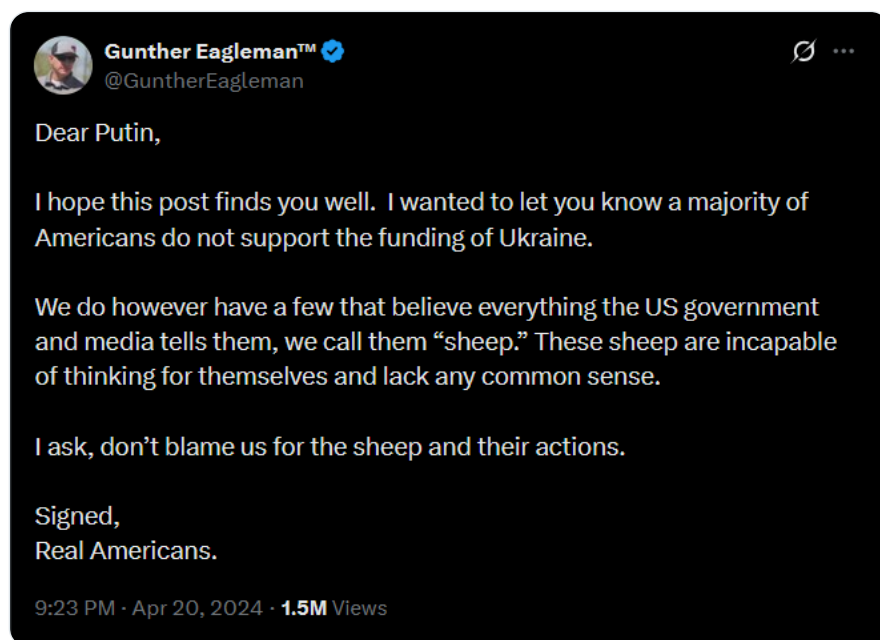 Gunther Eagleman™
@GuntherEagleman
Dear Putin,
I hope this post finds you well.  I wanted to let you know a majority of
Americans do not support the funding of Ukraine.
We do however have a few that believe everything the US government
and media tells them, we call them “sheep.” These sheep are incapable
of thinking for themselves and lack any common sense.
I ask, don’t blame us for the sheep and their actions.
Signed,
Real Americans.
9:23 PM · Apr 20, 2024 · 1.5M Views